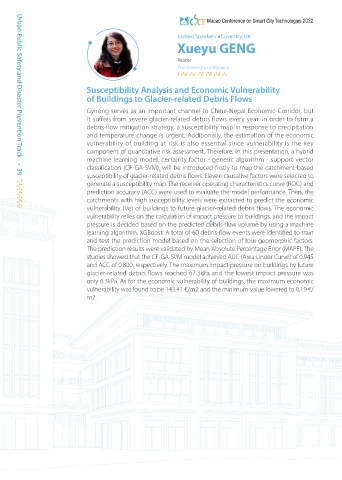 Macao Conference on Smart City Technologies 2022
Invited Speakers • Coventry, UK
Xueyu GENG
Reader
The University of Warwick
Susceptibility Analysis and Economic Vulnerability
of Buildings to Glacier-related Debris Flows
Gyirong serves as an important channel to China-Nepal Economic Corridor, but
it suffers from severe glacier-related debris flows every year. In order to form a
debris-flow mitigation strategy, a susceptibility map in response to precipitation
and temperature change is urgent. Additionally, the estimation of the economic
vulnerability of building at risk is also essential since vulnerability is the key
component of quantitative risk assessment. Therefore, in this presentation, a hybrid
machine learning model, certainty factor - genetic algorithm - support vector
classification (CF-GA-SVM), will be introduced firstly to map the catchment-based
susceptibility of glacier-related debris flows. Eleven causative factors were selected to
generate a susceptibility map. The receiver operating characteristics curve (ROC) and
prediction accuracy (ACC) were used to evaluate the model performance. Then, the
catchments with high susceptibility levels were extracted to predict the economic
vulnerability (Ve) of buildings to future glacier-related debris flows. The economic
vulnerability relies on the calculation of impact pressure to buildings, and the impact
pressure is decided based on the predicted debris-flow volume by using a machine
learning algorithm, XGBoost. A total of 60 debris-flow events were identified to train
and test the prediction model based on the selection of four geomorphic factors.
The prediction results were validated by Mean Absolute Percentage Error (MAPE). The
studies showed that the CF-GA-SVM model achieved AUC (Area Under Curve) of 0.945
and ACC of 0.800, respectively. The maximum impact pressure on buildings by future
glacier-related debris flows reached 67.3kPa and the lowest impact pressure was
only 6.3kPa. As for the economic vulnerability of buildings, the maximum economic
vulnerability was found to be 143.41 €/m2 and the minimum value lowered to 0.19 €/
m2
Urban Public Safety and Disaster Prevention Track • 39